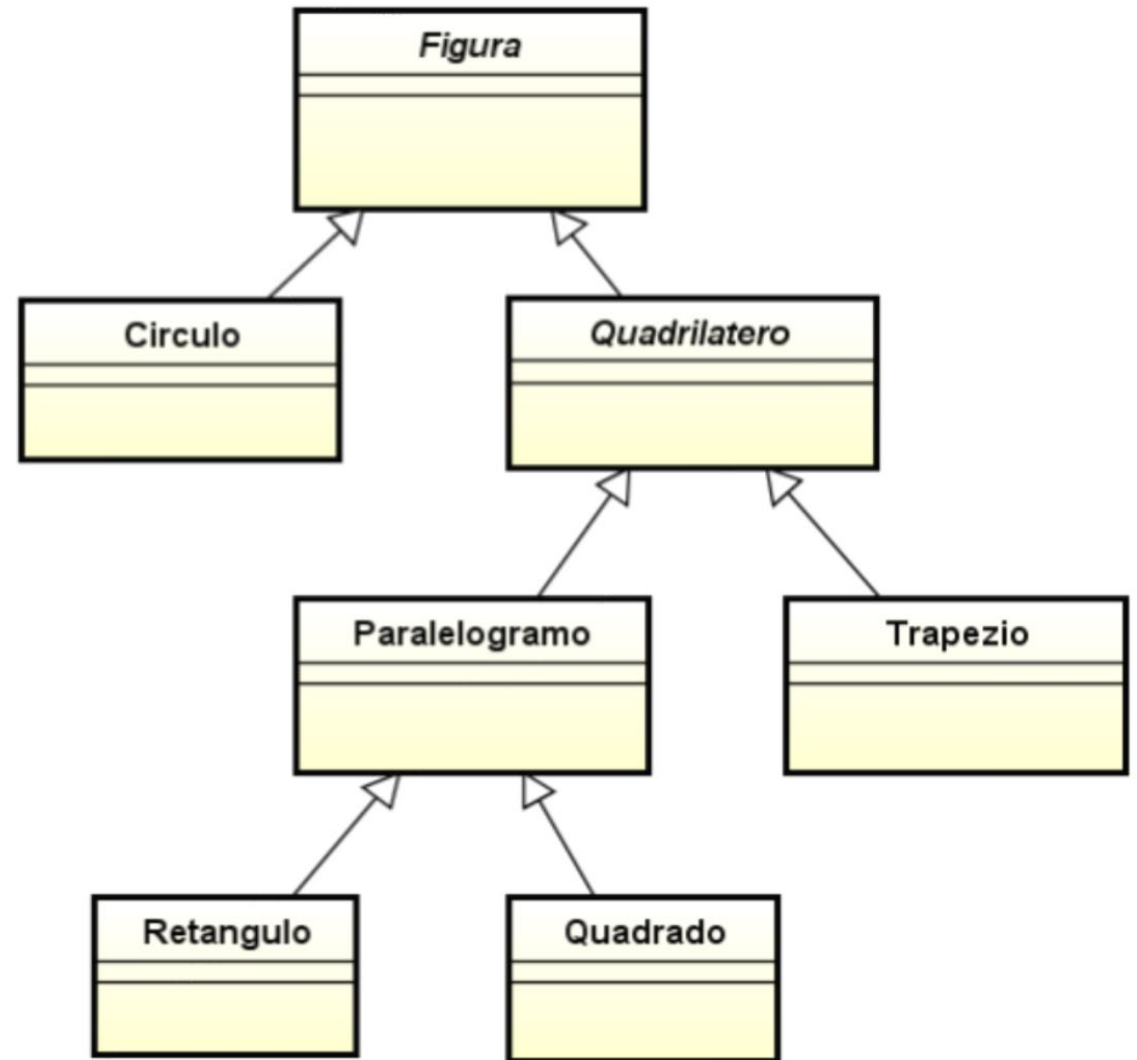 Figura
Circulo
Quadrilatero
Paralelogramo
Trapezio
Retangulo
Quadrado